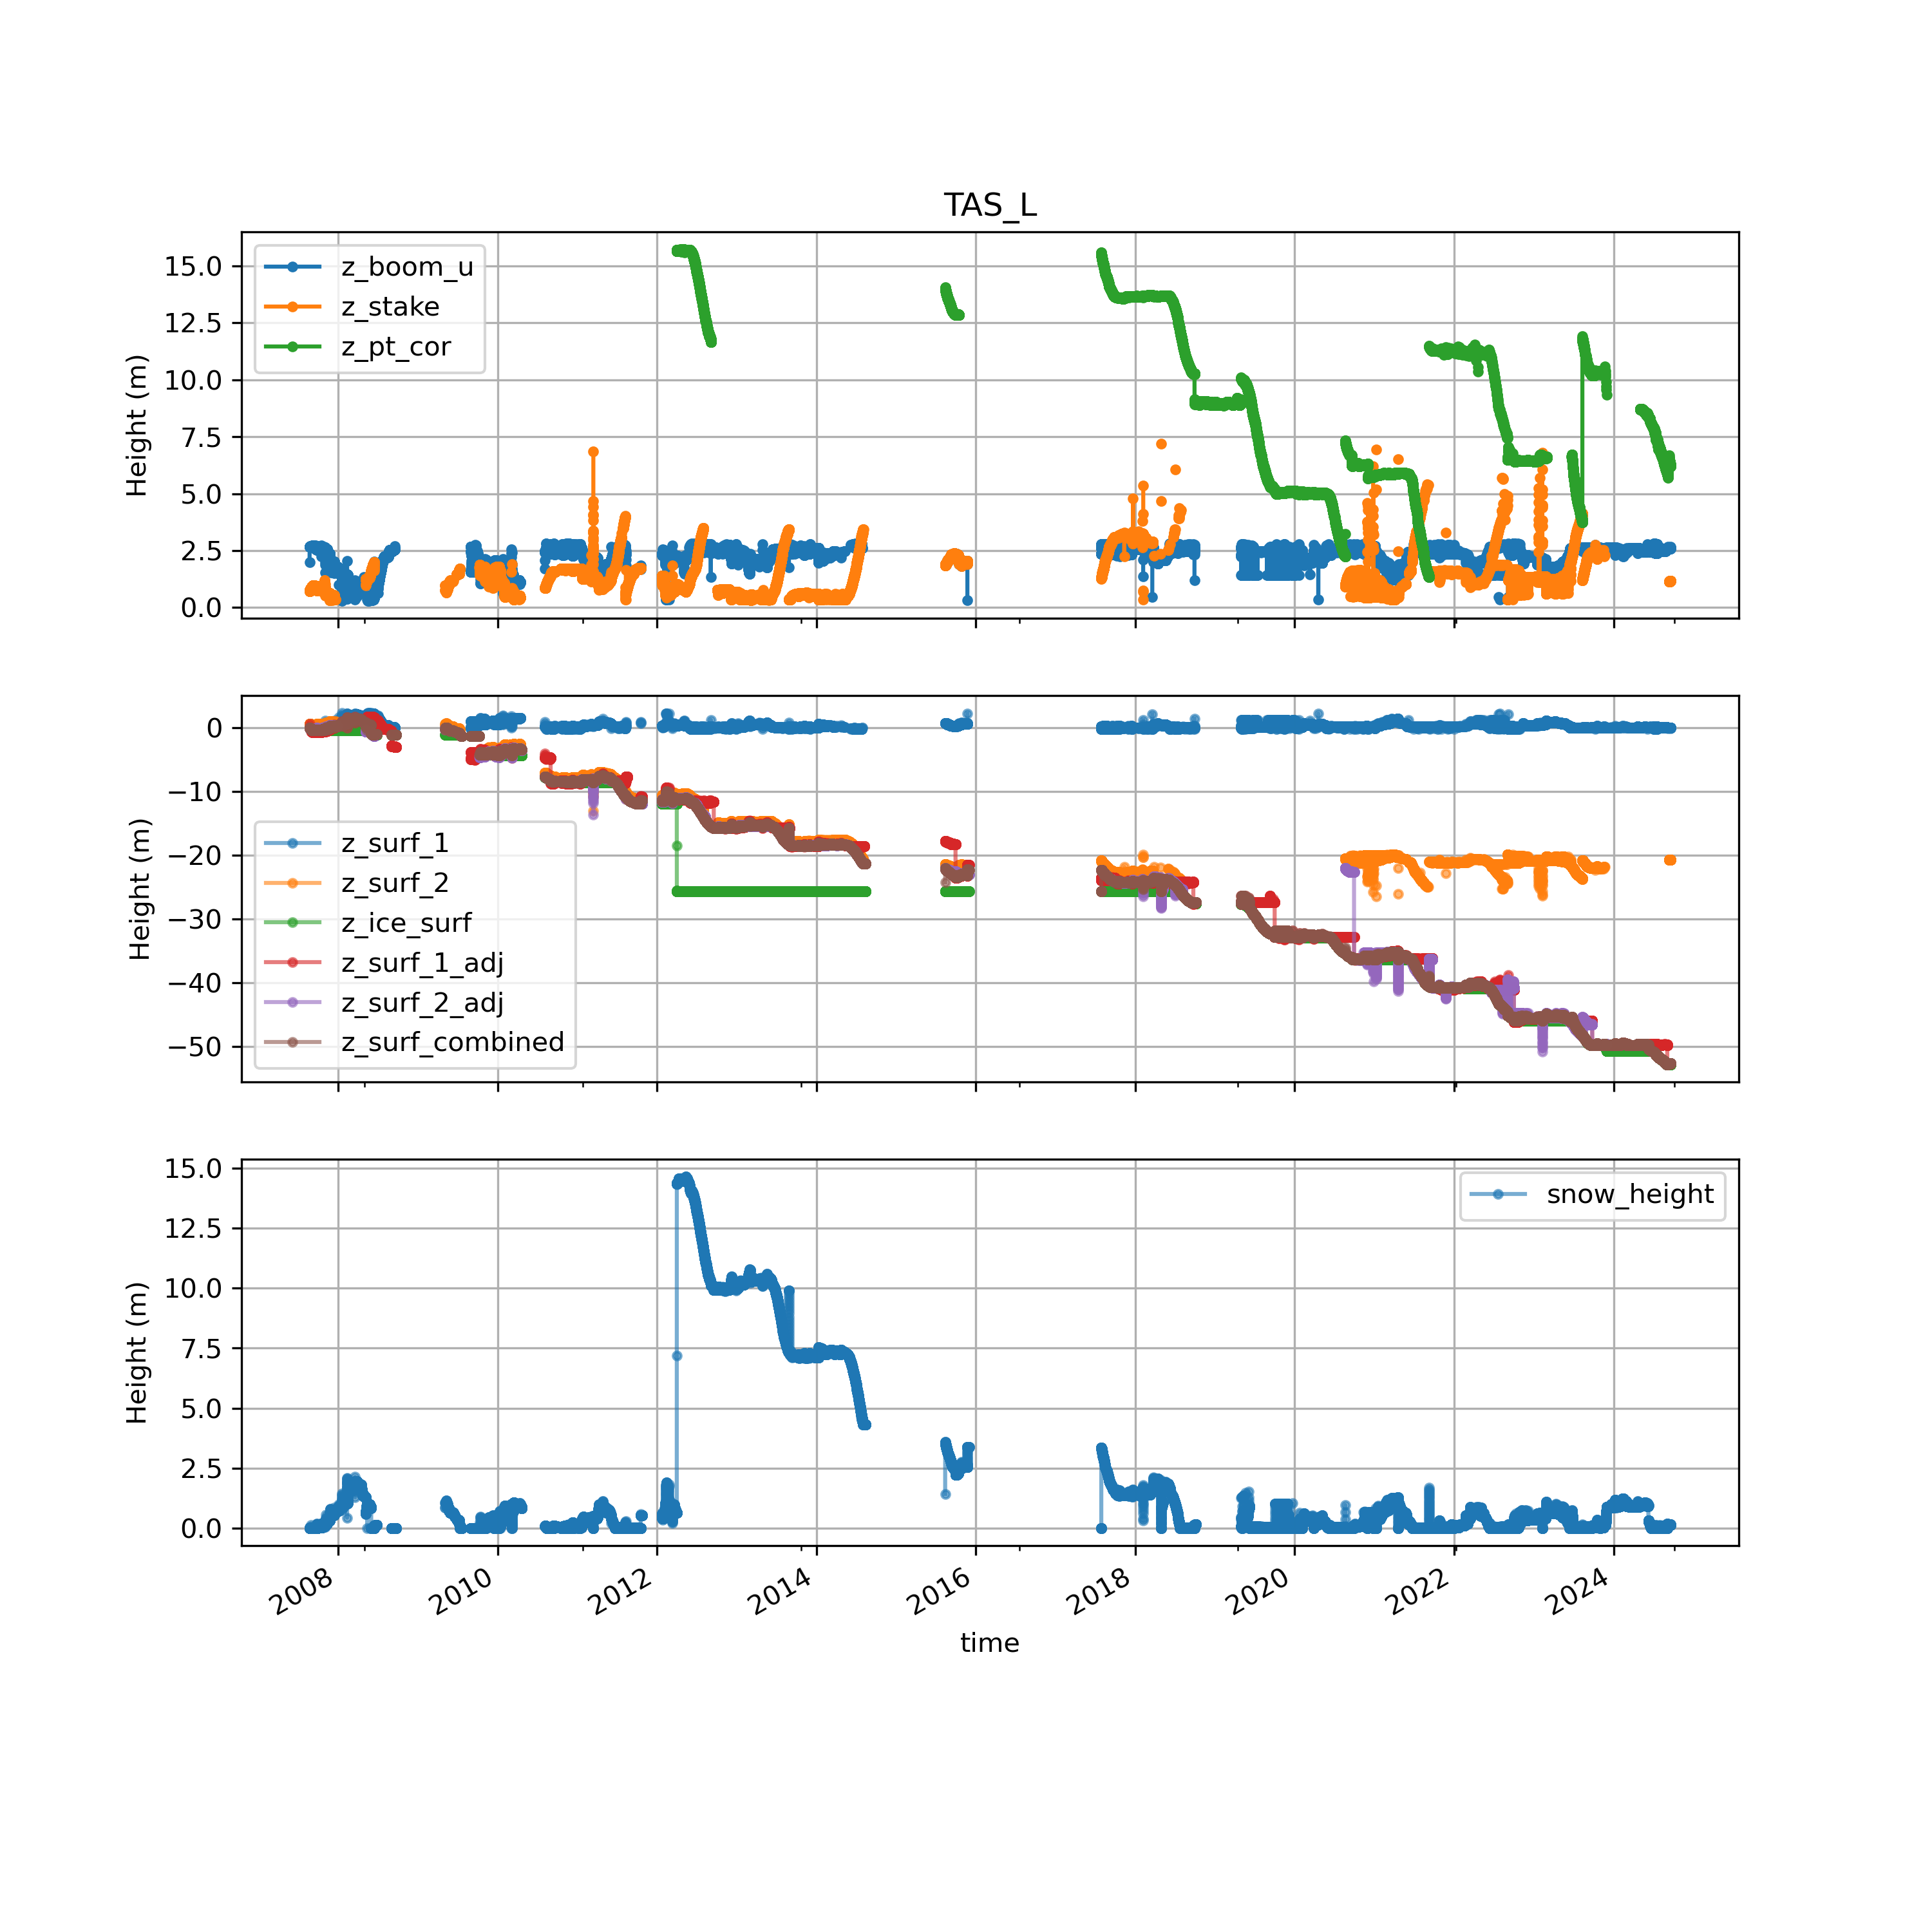 TAS_L
15.0
12.5
10.0
7.5
5.0
2.5
0.0
Height (m)
z_boom_u
z_stake
z_pt_cor
0
−10
−20
−30
−40
−50
Height (m)
z_surf_1
z_surf_2
z_ice_surf
z_surf_1_adj
z_surf_2_adj
z_surf_combined
15.0
12.5
10.0
7.5
5.0
2.5
0.0
Height (m)
snow_height
2008
2010
2012
2014
2016
2018
2020
2022
2024
time